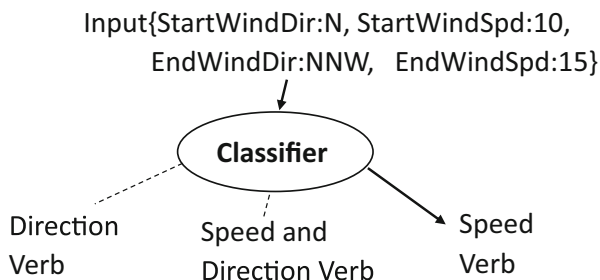 Input{StartWindDir:N, StartWindSpd:10,
EndWindDir:NNW, EndWindSpd:15}
Classifier
Direction
Verb
Speed and
Direction Verb
Speed
Verb